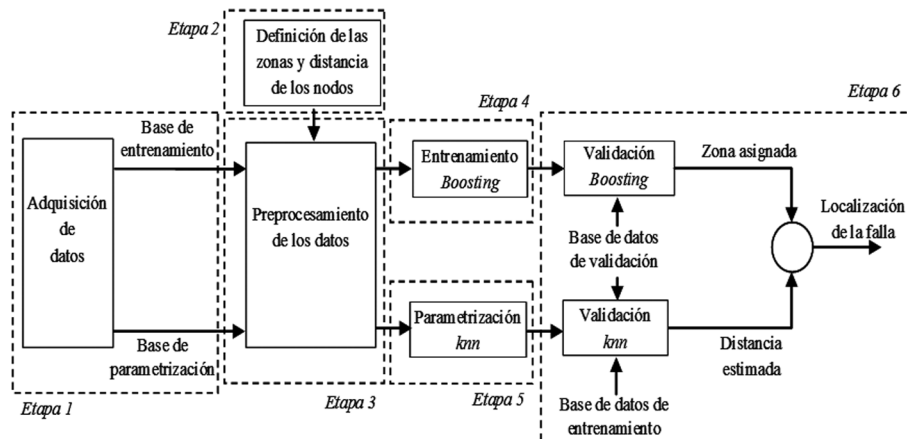 Etapa 2
Definición de las
zonas y distancia
de los nodos
Etapa 1
Adquisición
de
datos
Base de
entrenamiento
Base de
parametrización
Etapa 3
Preprocesamiento
de los datos
Etapa 4
Entrenamiento
Boosting
Etapa 5
Parametrización
knn
Etapa 6
Validación
Boosting
Zona asignada
Base de datos
de validación
Validación
knn
Distancia
estimada
Base de datos de
entrenamiento
Localización
de la falla